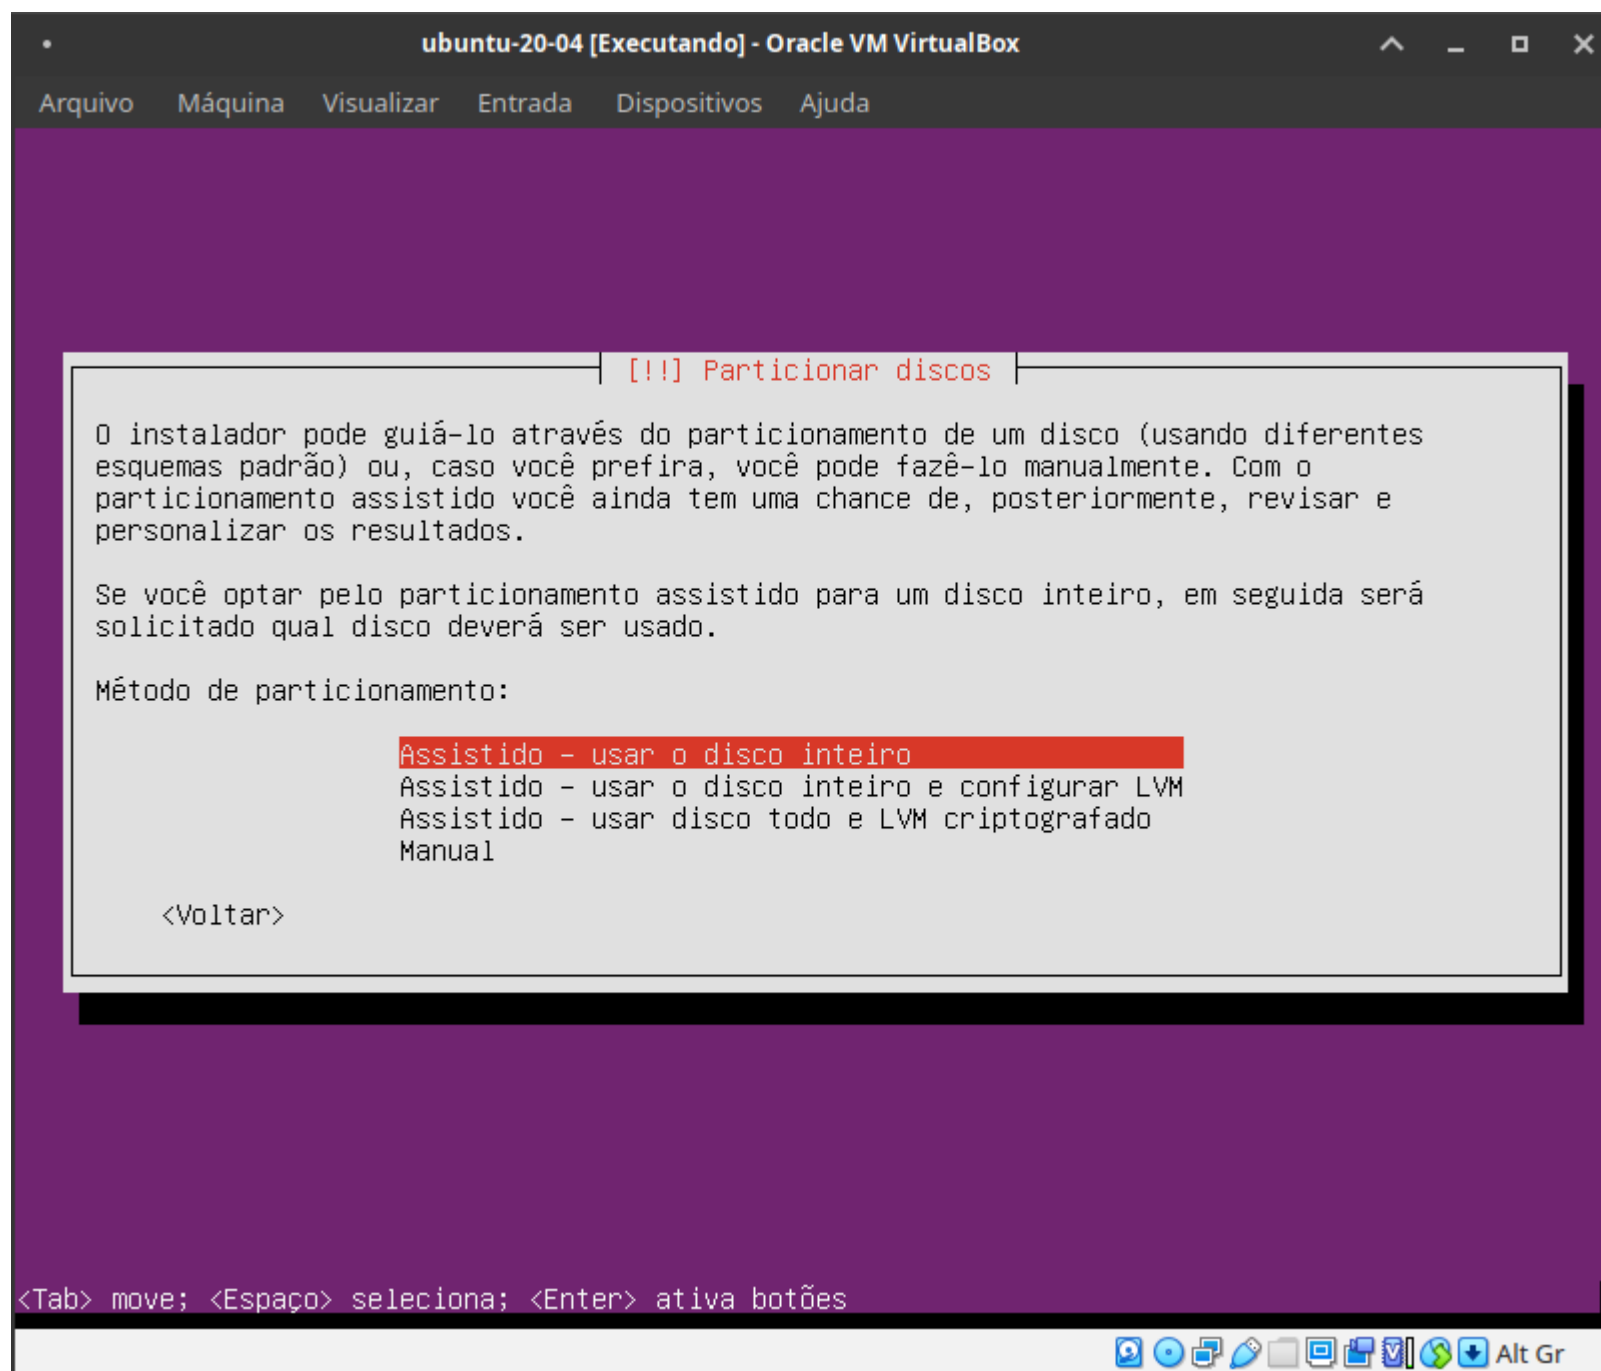 ubuntu-20-04 [Executando] - Oracle VM VirtualBox
Arquivo Máquina Visualizar Entrada Dispositivos Ajuda
[!!] Particionar discos
O instalador pode guiá-lo através do particionamento de um disco (usando diferentes
esquemas padrão) ou, caso você prefira, você pode fazê-lo manualmente. Com o
particionamento assistido você ainda tem uma chance de, posteriormente, revisar e
personalizar os resultados.
Se você optar pelo particionamento assistido para um disco inteiro, em seguida será
solicitado qual disco deverá ser usado.
Método de particionamento:
Assistido - usar o disco inteiro
Assistido - usar o disco inteiro e configurar LVM
Assistido - usar disco todo e LVM criptografado
Manual
<Voltar>
<Tab> move; <Espaço> seleciona; <Enter> ativa botões
Alt Gr